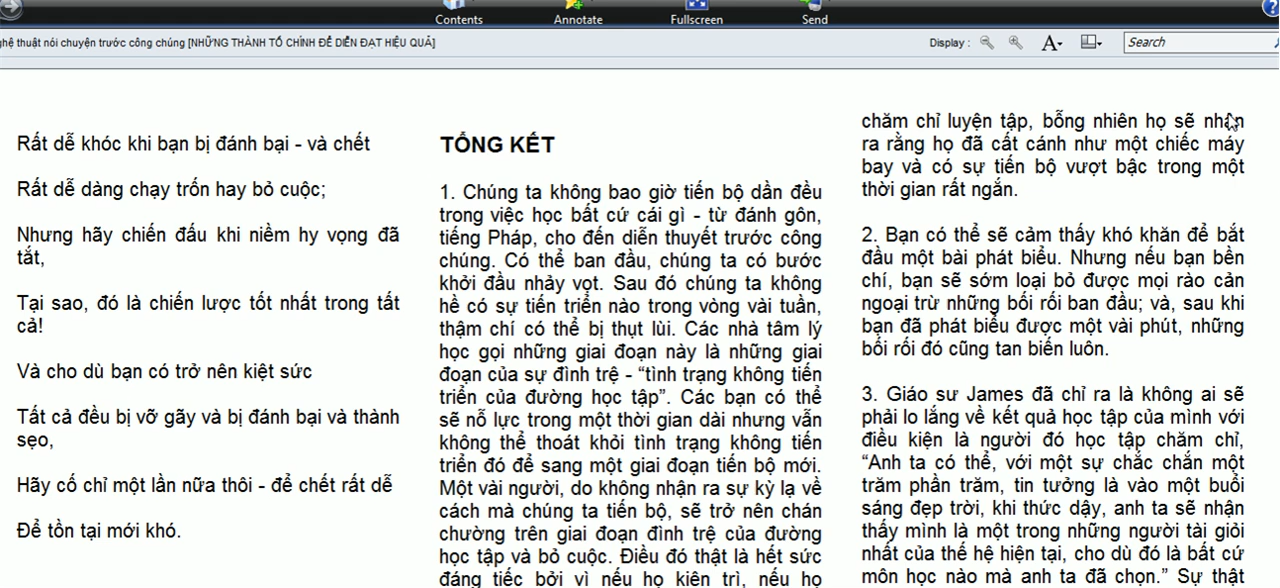 Contents
Annotate
Fullscreen
Send
hệ thuật nói chuyện trước công chúng [NHỮNG THÀNH TỐ CHÍNH ĐỂ DIỄN ĐẠT HIỆU QUẢ]
Display :
A
Search
Rất dễ khóc khi bạn bị đánh bại - và chết
Rất dễ dàng chạy trốn hay bỏ cuộc;
Nhưng hãy chiến đấu khi niềm hy vọng đã
tắt,
Tại sao, đó là chiến lược tốt nhất trong tất
cả!
Và cho dù bạn có trở nên kiệt sức
Tất cả đều bị vỡ gãy và bị đánh bại và thành
sẹo,
Hãy cố chỉ một lần nữa thôi - để chết rất dễ
Để tồn tại mới khó.
TỔNG KẾT
1. Chúng ta không bao giờ tiến bộ dần đều
trong việc học bất cứ cái gì - từ đánh gôn,
tiếng Pháp, cho đến diễn thuyết trước công
chúng. Có thể ban đầu, chúng ta có bước
khởi đầu nhảy vọt. Sau đó chúng ta không
hề có sự tiến triển nào trong vòng vài tuần,
thậm chí có thể bị thụt lùi. Các nhà tâm lý
học gọi những giai đoạn này là những giai
đoạn của sự đình trệ - “tình trạng không tiến
triển của đường học tập”. Các bạn có thể
sẽ nỗ lực trong một thời gian dài nhưng vẫn
không thể thoát khỏi tình trạng không tiến
triển đó để sang một giai đoạn tiến bộ mới.
Một vài người, do không nhận ra sự kỳ lạ về
cách mà chúng ta tiến bộ, sẽ trở nên chán
chường trên giai đoạn đình trệ của đường
học tập và bỏ cuộc. Điều đó thật là hết sức
đáng tiếc bởi vì nếu họ kiên trì, nếu họ
chăm chỉ luyện tập, bỗng nhiên họ sẽ nhận
ra rằng họ đã cất cánh như một chiếc máy
bay và có sự tiến bộ vượt bậc trong một
thời gian rất ngắn.
2. Bạn có thể sẽ cảm thấy khó khăn để bắt
đầu một bài phát biểu. Nhưng nếu bạn bền
chí, bạn sẽ sớm loại bỏ được mọi rào cản
ngoại trừ những bối rối ban đầu; và, sau khi
bạn đã phát biểu được một vài phút, những
bối rối đó cũng tan biến luôn.
3. Giáo sư James đã chỉ ra là không ai sẽ
phải lo lắng về kết quả học tập của mình với
điều kiện là người đó học tập chăm chỉ,
“Anh ta có thể, với một sự chắc chắn một
trăm phần trăm, tin tưởng là vào một buổi
sáng đẹp trời, khi thức dậy, anh ta sẽ nhận
thấy mình là một trong những người tài giỏi
nhất của thế hệ hiện tại, cho dù đó là bất cứ
môn học nào mà anh ta đã chọn.” Sự thật